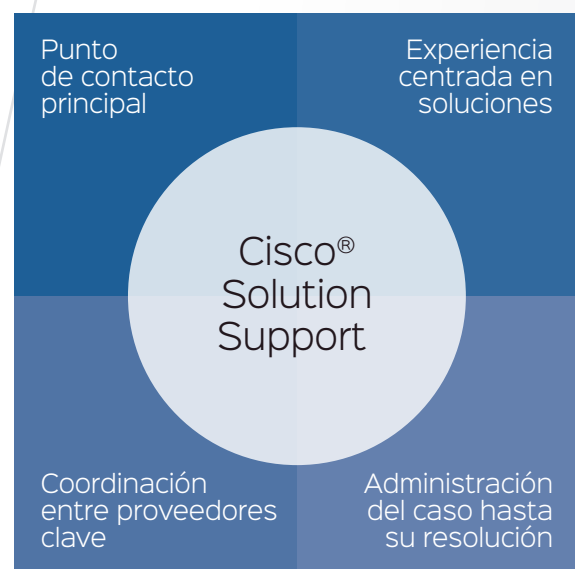 Punto
de contacto
principal
Experiencia
centrada en
soluciones
Cisco®
Solution
Support
Coordinación
entre proveedores
clave
Administración
del caso hasta
su resolución